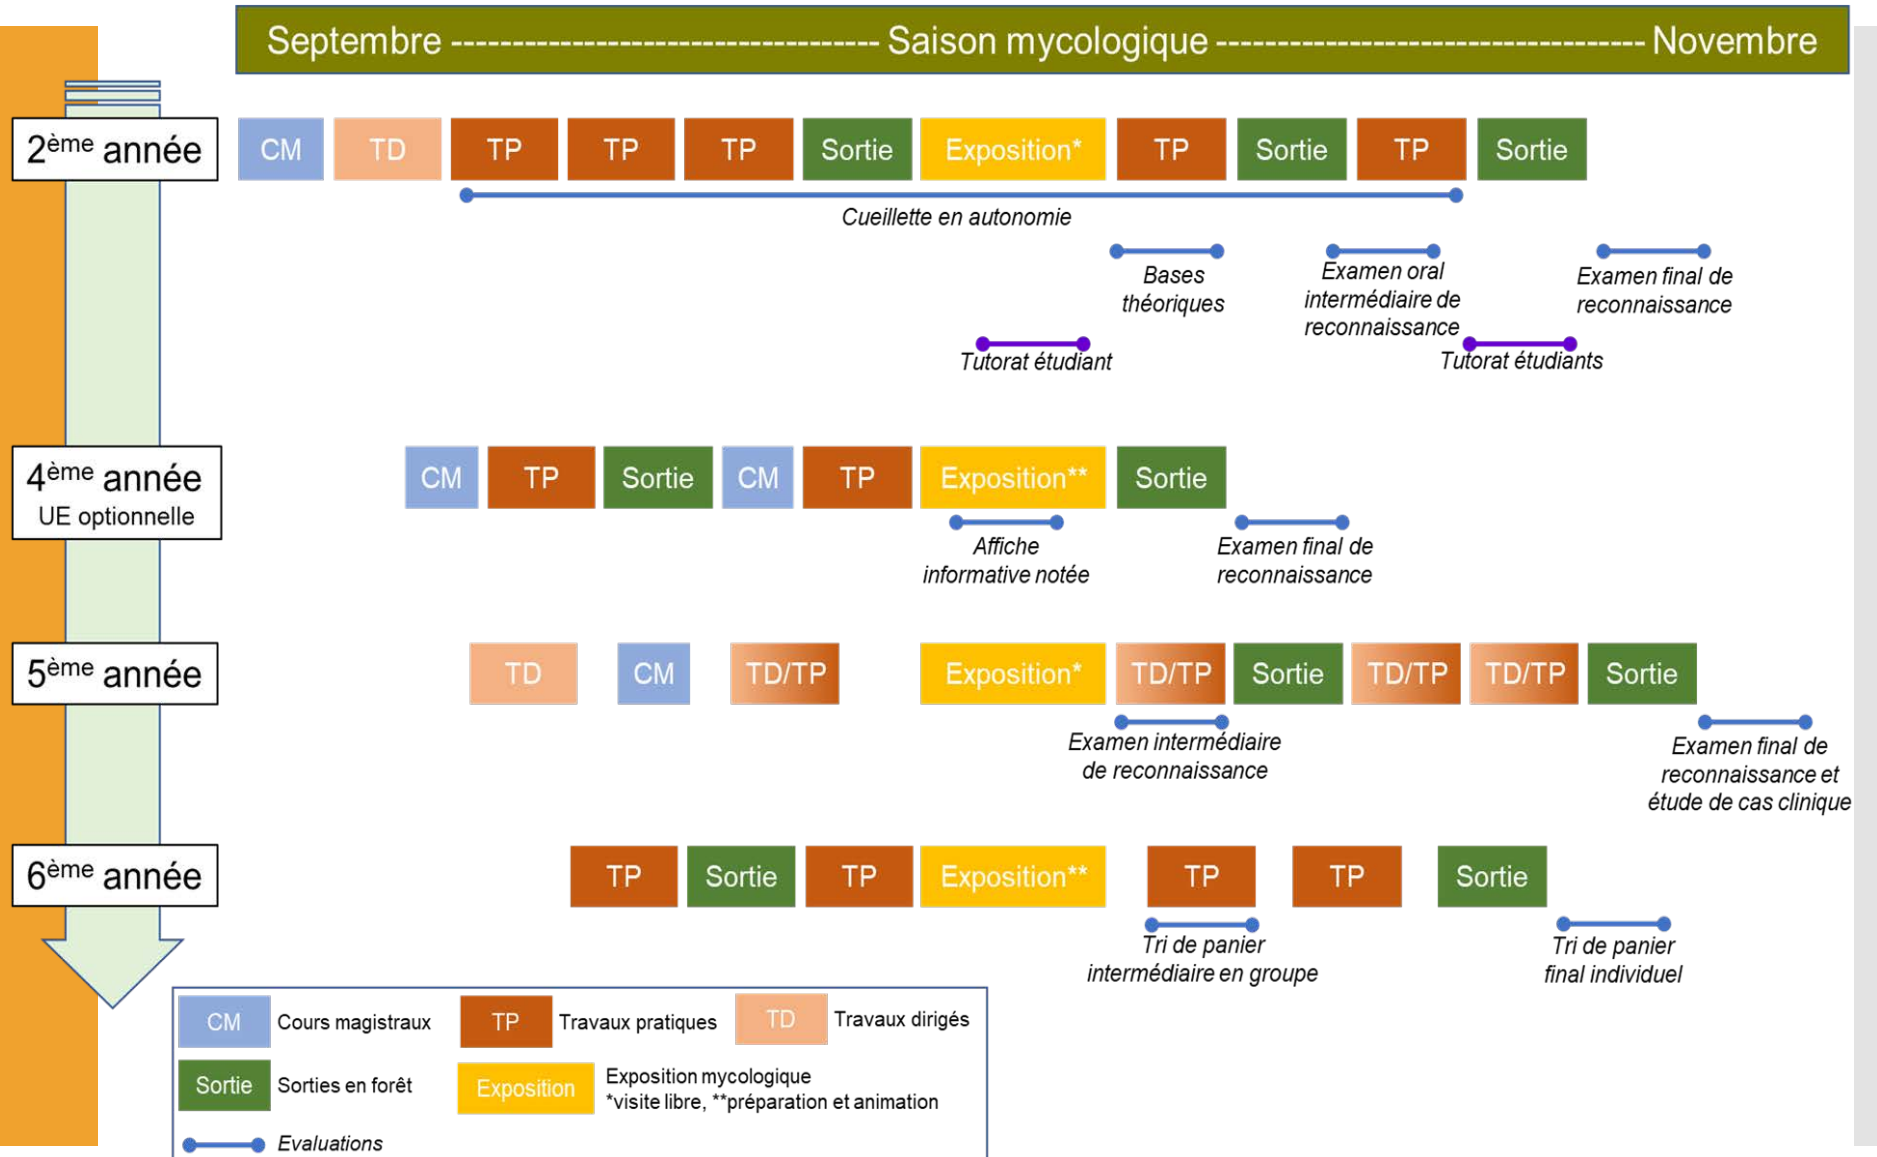 Septembre ---------------------------------- Saison mycologique ---------------------------------- Novembre
2ème année
CM TD TP TP TP Sortie Exposition* TP Sortie TP Sortie
Cueillette en autonomie
Bases
théoriques
Examen oral
intermédiaire de
reconnaissance
Examen final de
reconnaissance
Tutorat étudiant
Tutorat étudiants
4ème année
UE optionnelle
CM TP Sortie CM TP Exposition** Sortie
Affiche
informative notée
Examen final de
reconnaissance
5ème année
TD CM TD/TP Exposition* TD/TP Sortie TD/TP TD/TP Sortie
Examen intermédiaire
de reconnaissance
Examen final de
reconnaissance et
étude de cas clinique
6ème année
TP Sortie TP Exposition** TP TP Sortie
Tri de panier
intermédiaire en groupe
Tri de panier
final individuel
CM Cours magistraux TP Travaux pratiques TD Travaux dirigés
Sortie Sorties en forêt Exposition
Exposition mycologique
*visite libre, **préparation et animation
Evaluations